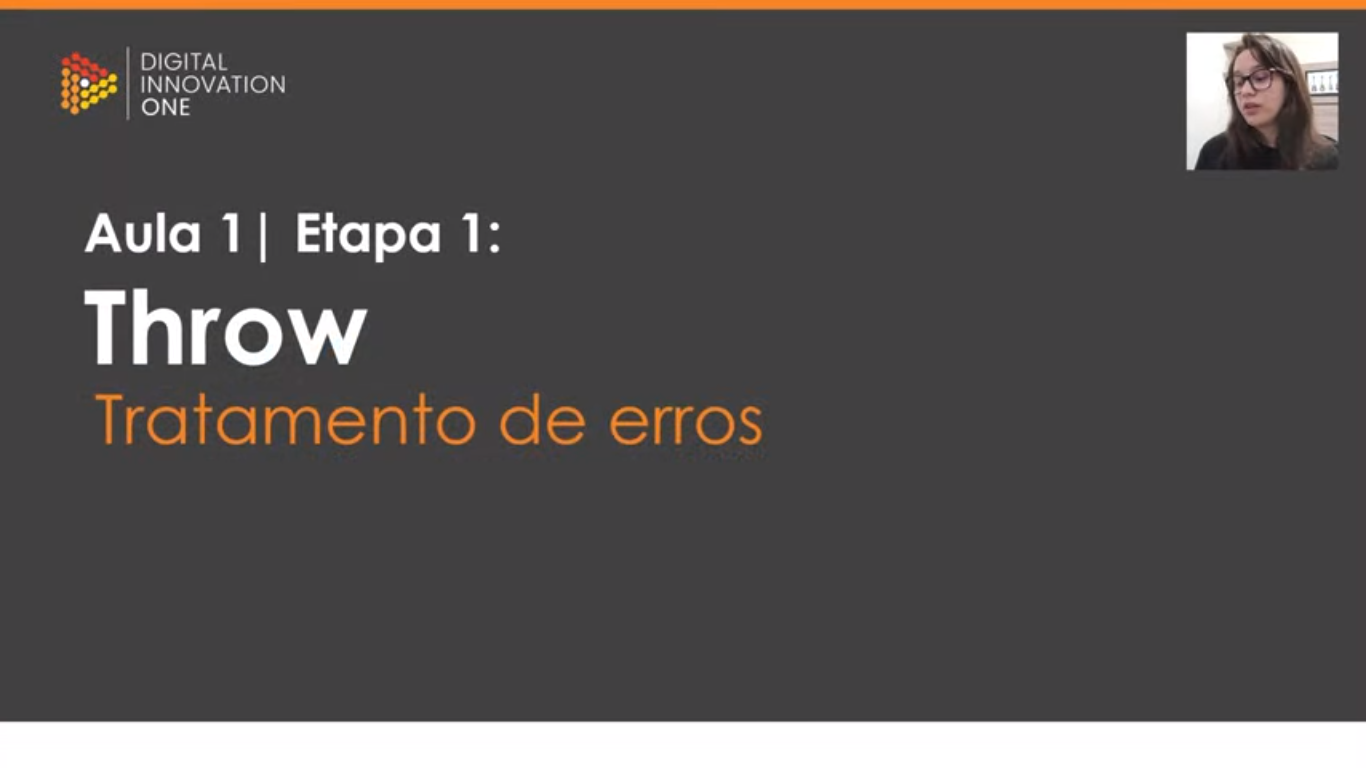 DIGITAL
INNOVATION
ONE
Aula 1| Etapa 1:
Throw
Tratamento de erros